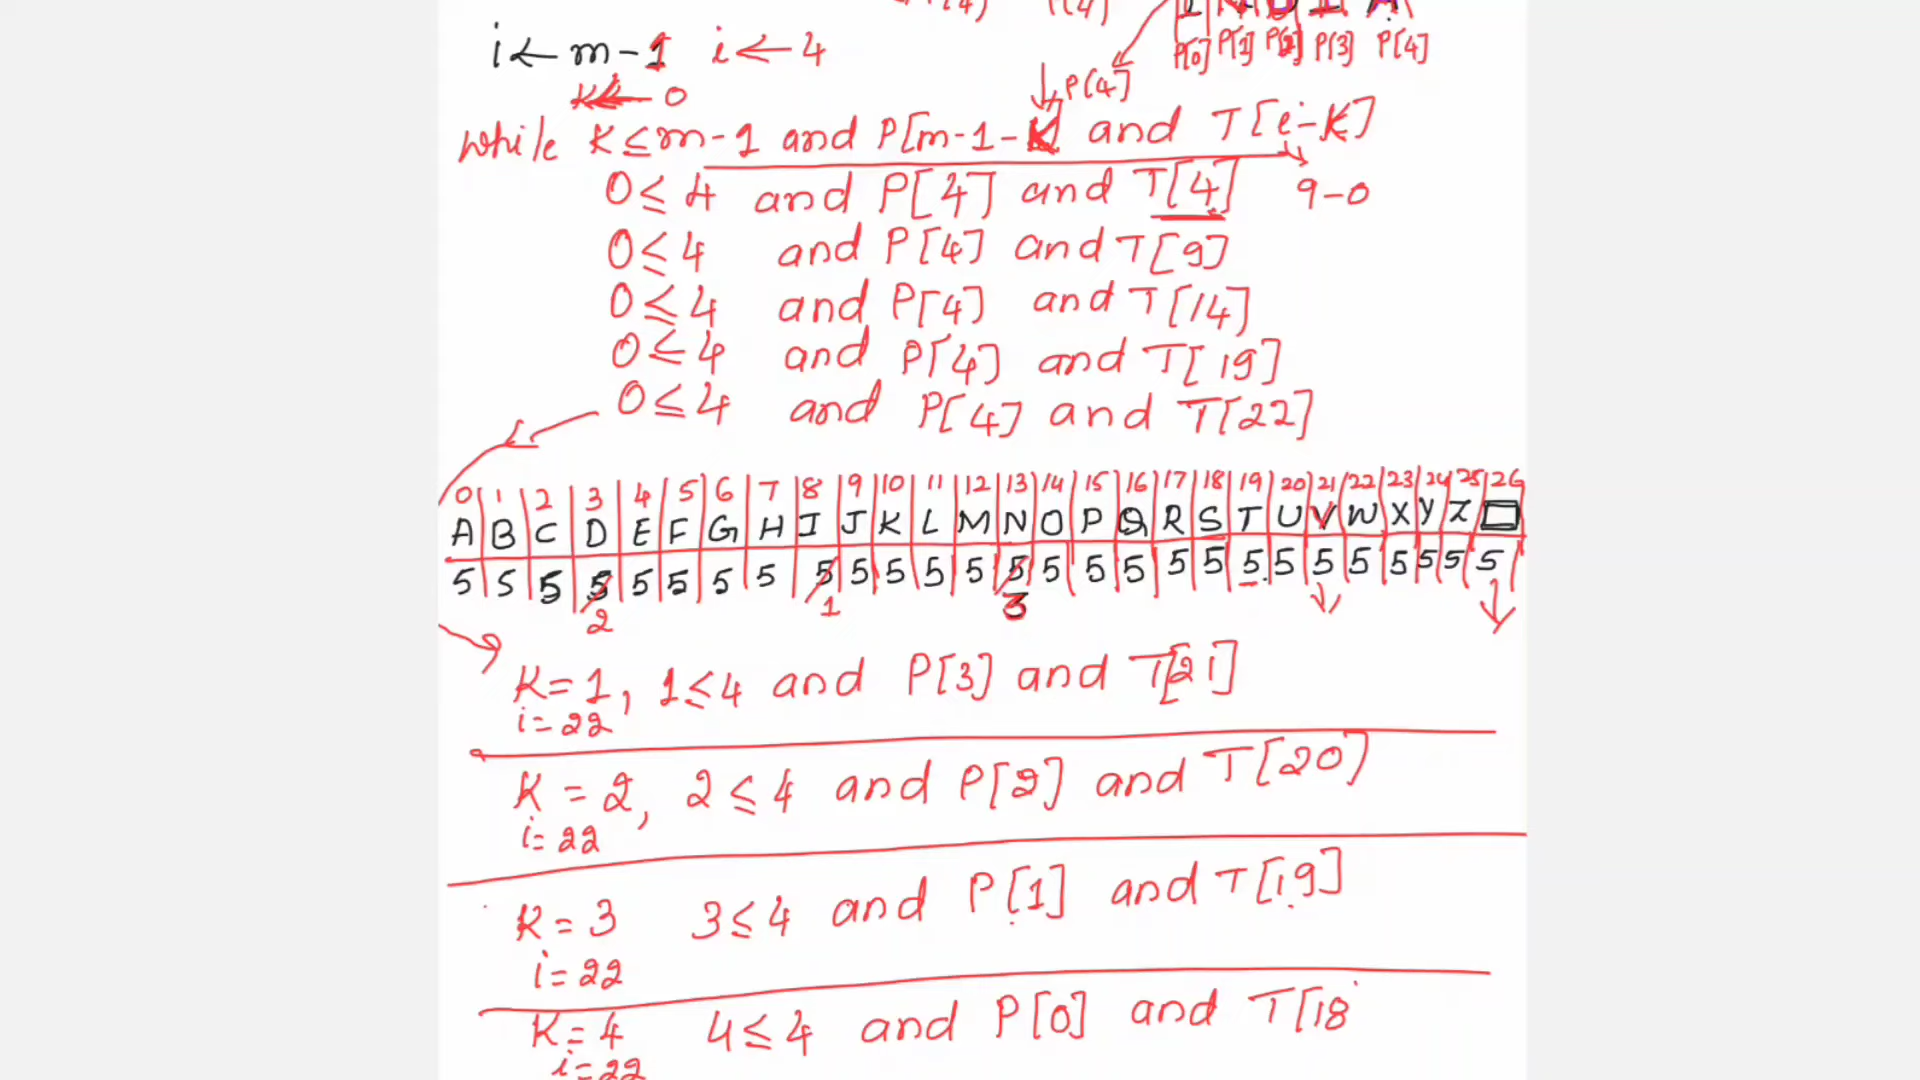 P[4]
I N D I A
i ← m-1 i ← 4
P[0] P[1] P[2] P[3] P[4]
K ← 0
P[4]
while K ≤ m-1 and P[m-1-K] and T[i-K]
0 ≤ 4 and P[4] and T[4] 9-0
0 ≤ 4 and P[4] and T[9]
0 ≤ 4 and P[4] and T[14]
0 ≤ 4 and P[4] and T[19]
0 ≤ 4 and P[4] and T[22]
0 1 2 3 4 5 6 7 8 9 10 11 12 13 14 15 16 17 18 19 20 21 22 23 24 25 26
A B C D E F G H I J K L M N O P Q R S T U V W X Y Z
5 5 5 5 5 5 5 5 5 5 5 5 5 5 5 5 5 5 5 5 5 5 5 5 5 5 5
2 1 3
K = 1, 1 ≤ 4 and P[3] and T[21]
i = 22
K = 2, 2 ≤ 4 and P[2] and T[20]
i = 22
K = 3 3 ≤ 4 and P[1] and T[19]
i = 22
K = 4 4 ≤ 4 and P[0] and T[18
i = 22